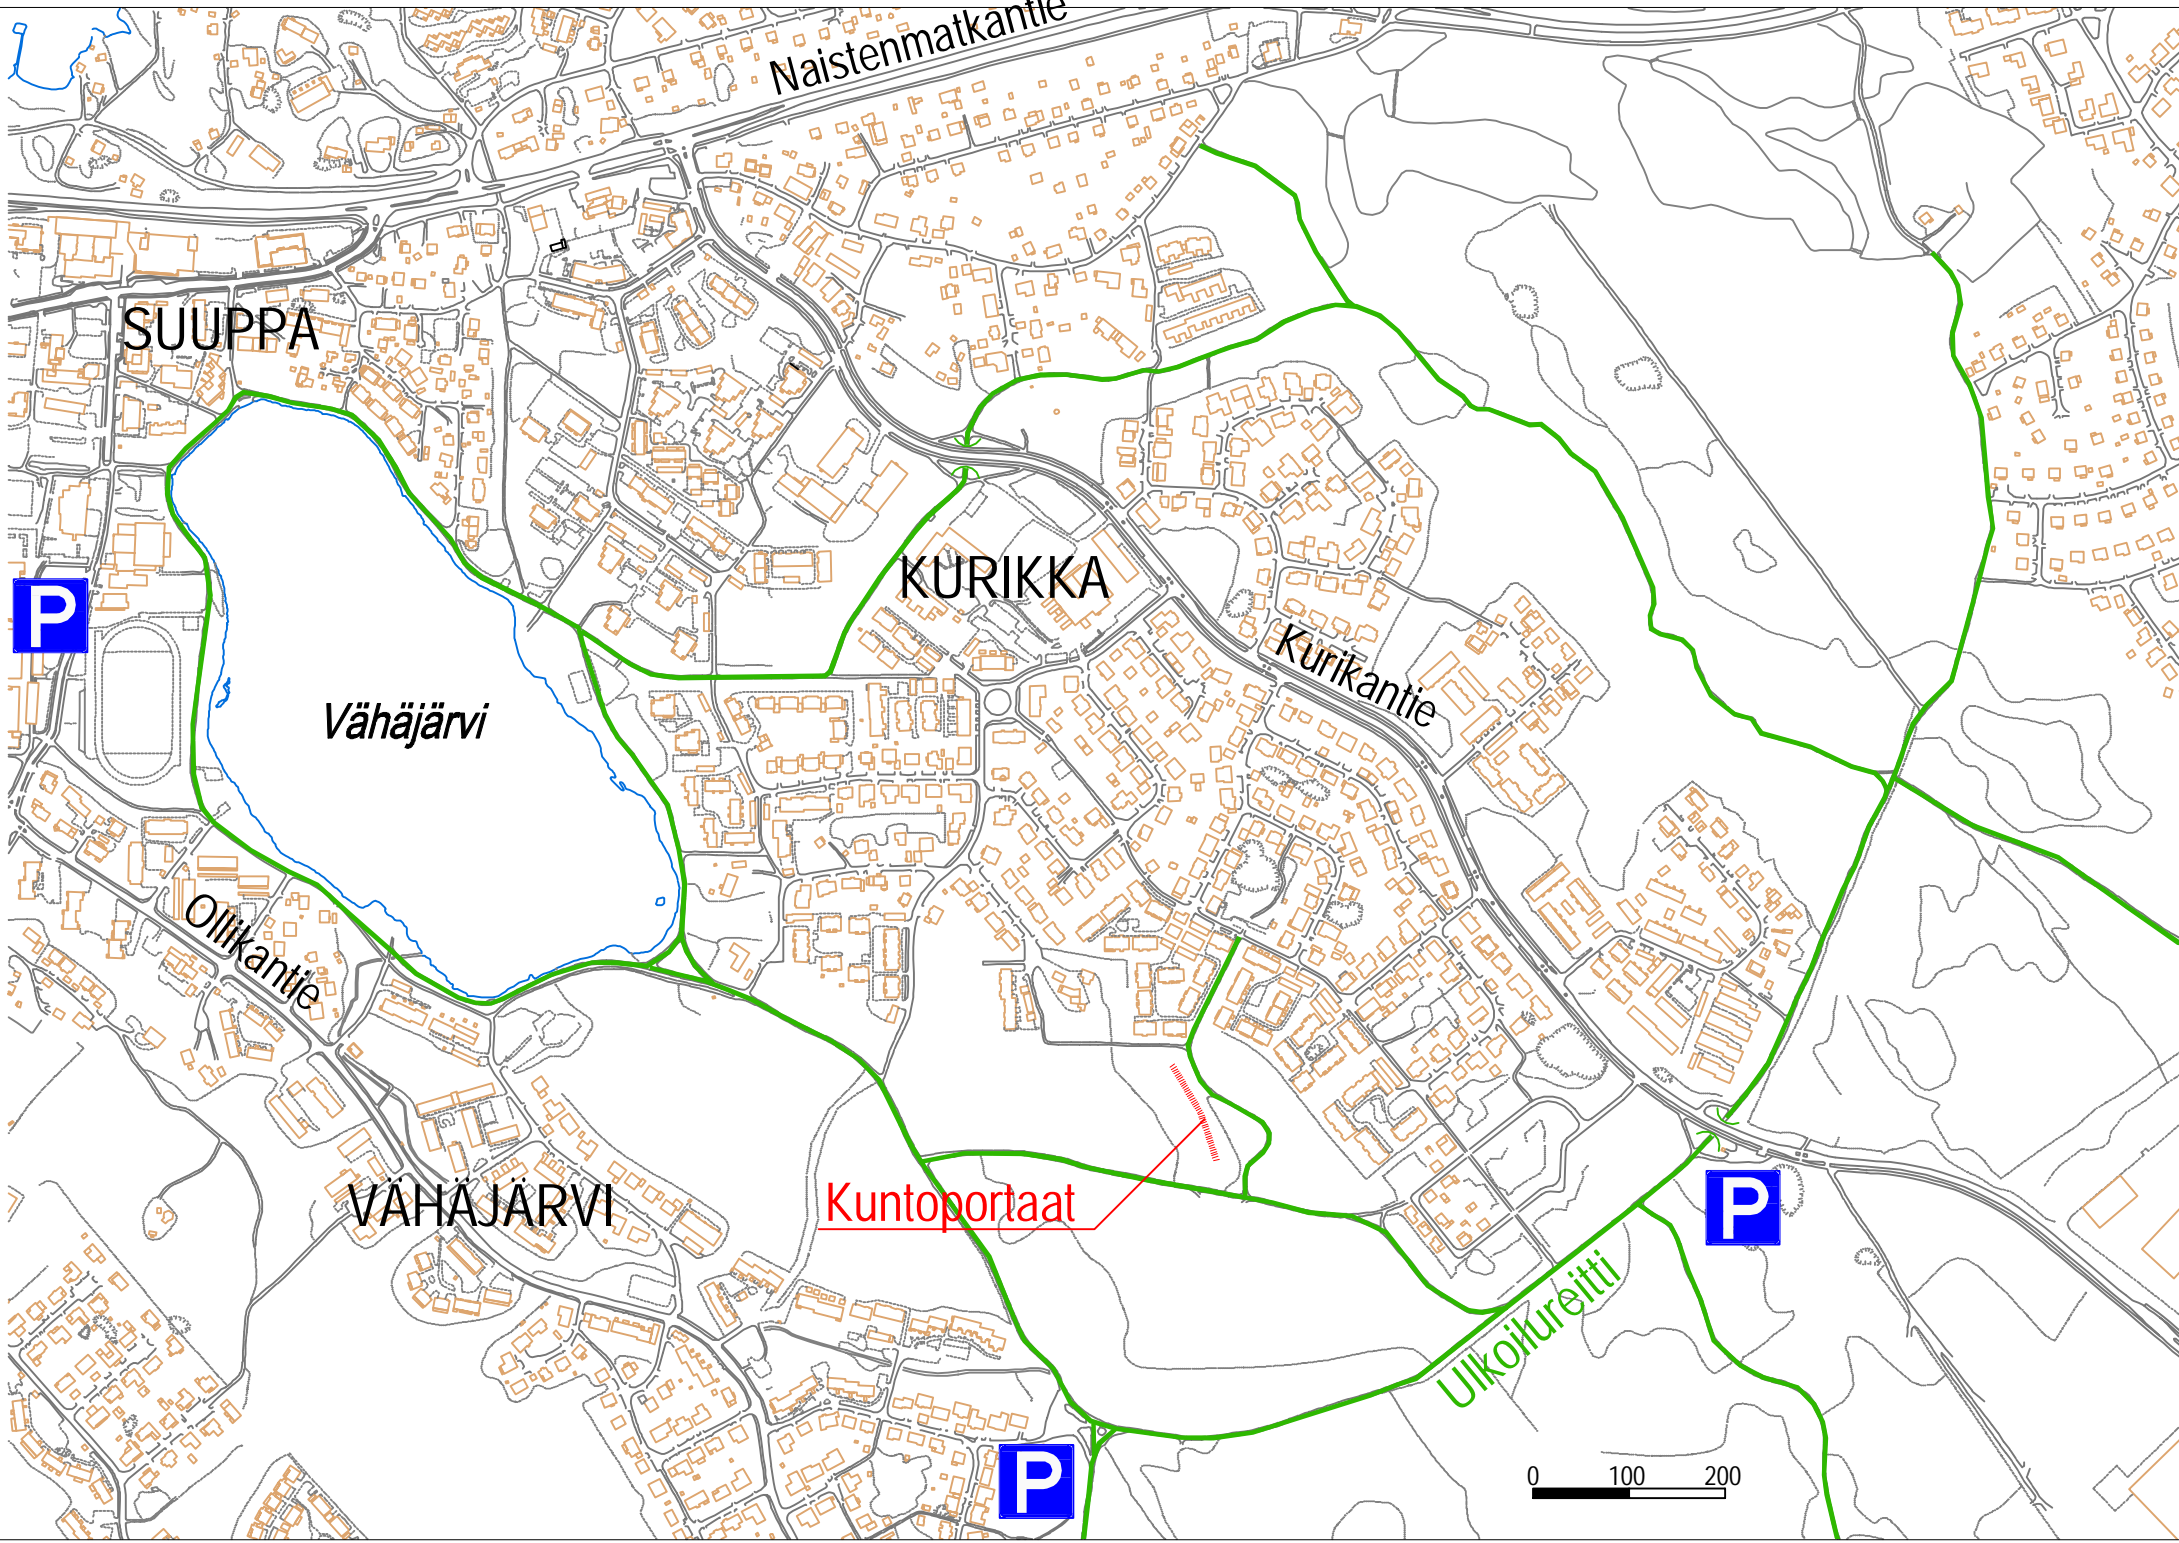 Naistenmatkantie
SUUPPA
KURIKKA
P
Kurikantie
Vähäjärvi
Ollikantie
VÄHÄJÄRVI
Kuntoportaat
P
Ulkoilureitti
P
0 100 200